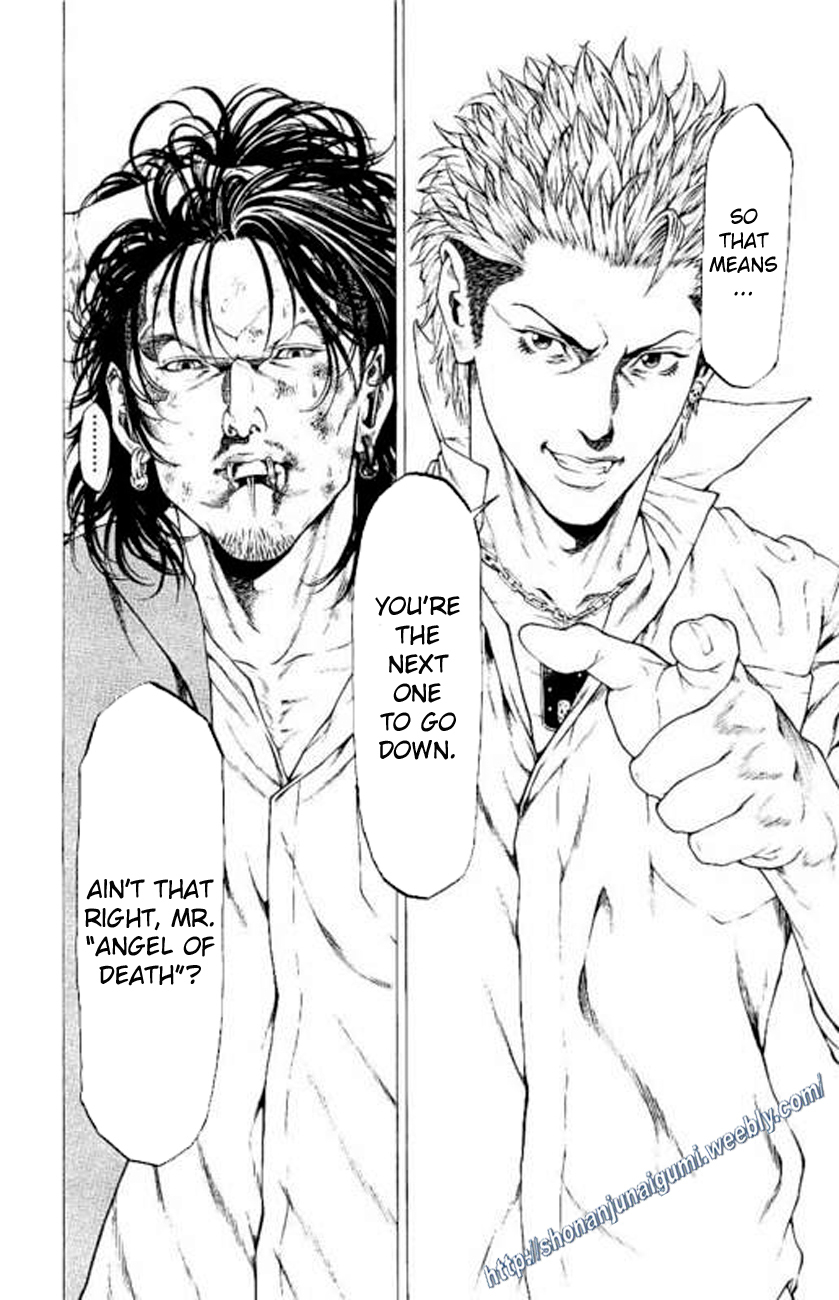 SO
THAT
MEANS
...
YOU'RE
THE
NEXT
ONE
TO GO
DOWN.
........
AIN'T THAT
RIGHT, MR.
"ANGEL OF
DEATH"?
http://shonanjunaigumi.weebly.com/